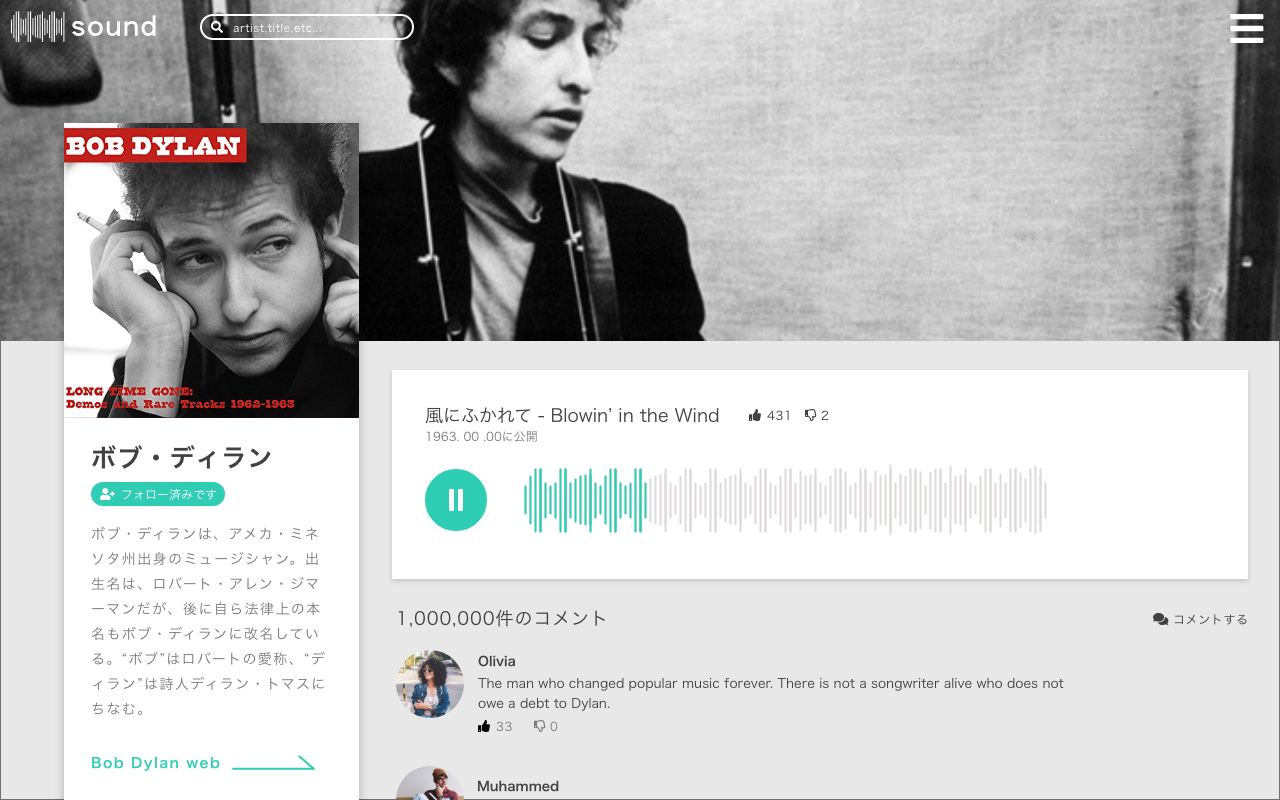 sound
artist,title,etc...
BOB DYLAN
LONG TIME GONE:
Demos and Rare Tracks 1962-1963
ボブ・ディラン
フォロー済みです
ボブ・ディランは、アメカ・ミネ
ソタ州出身のミュージシャン。出
生名は、ロバート・アレン・ジマ
ーマンだが、後に自ら法律上の本
名もボブ・ディランに改名してい
る。“ボブ”はロバートの愛称、“デ
ィラン”は詩人ディラン・トマスに
ちなむ。
Bob Dylan web
風にふかれて - Blowin’ in the Wind 431 2
1963. 00 .00に公開
1,000,000件のコメント
コメントする
Olivia
The man who changed popular music forever. There is not a songwriter alive who does not
owe a debt to Dylan.
33 0
Muhammed